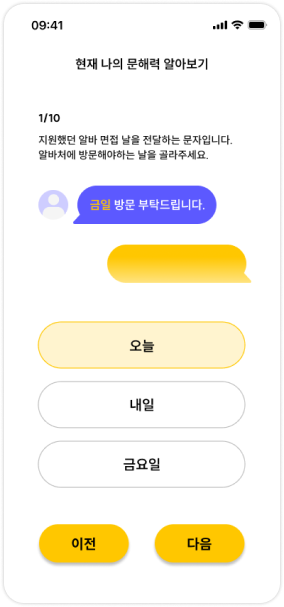 09:41
현재 나의 문해력 알아보기
1/10
지원했던 알바 면접 날을 전달하는 문자입니다.
알바처에 방문해야하는 날을 골라주세요.
금일 방문 부탁드립니다.
오늘
내일
금요일
이전 다음